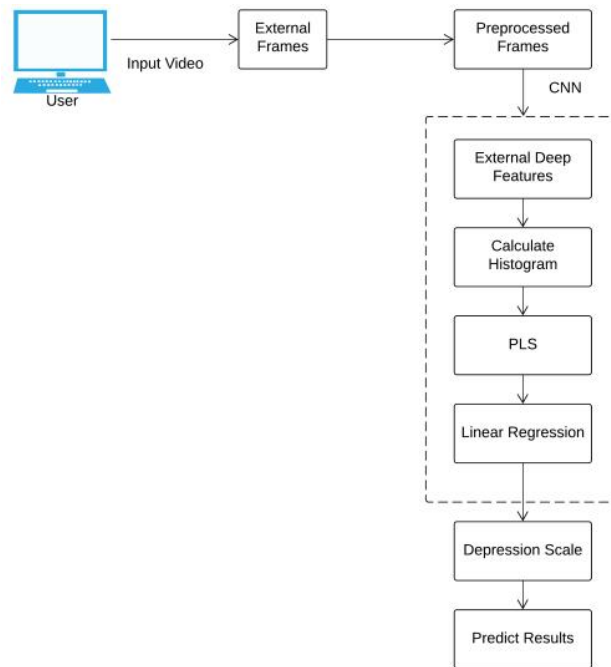 User
Input Video
External
Frames
Preprocessed
Frames
CNN
External Deep
Features
Calculate
Histogram
PLS
Linear Regression
Depression Scale
Predict Results